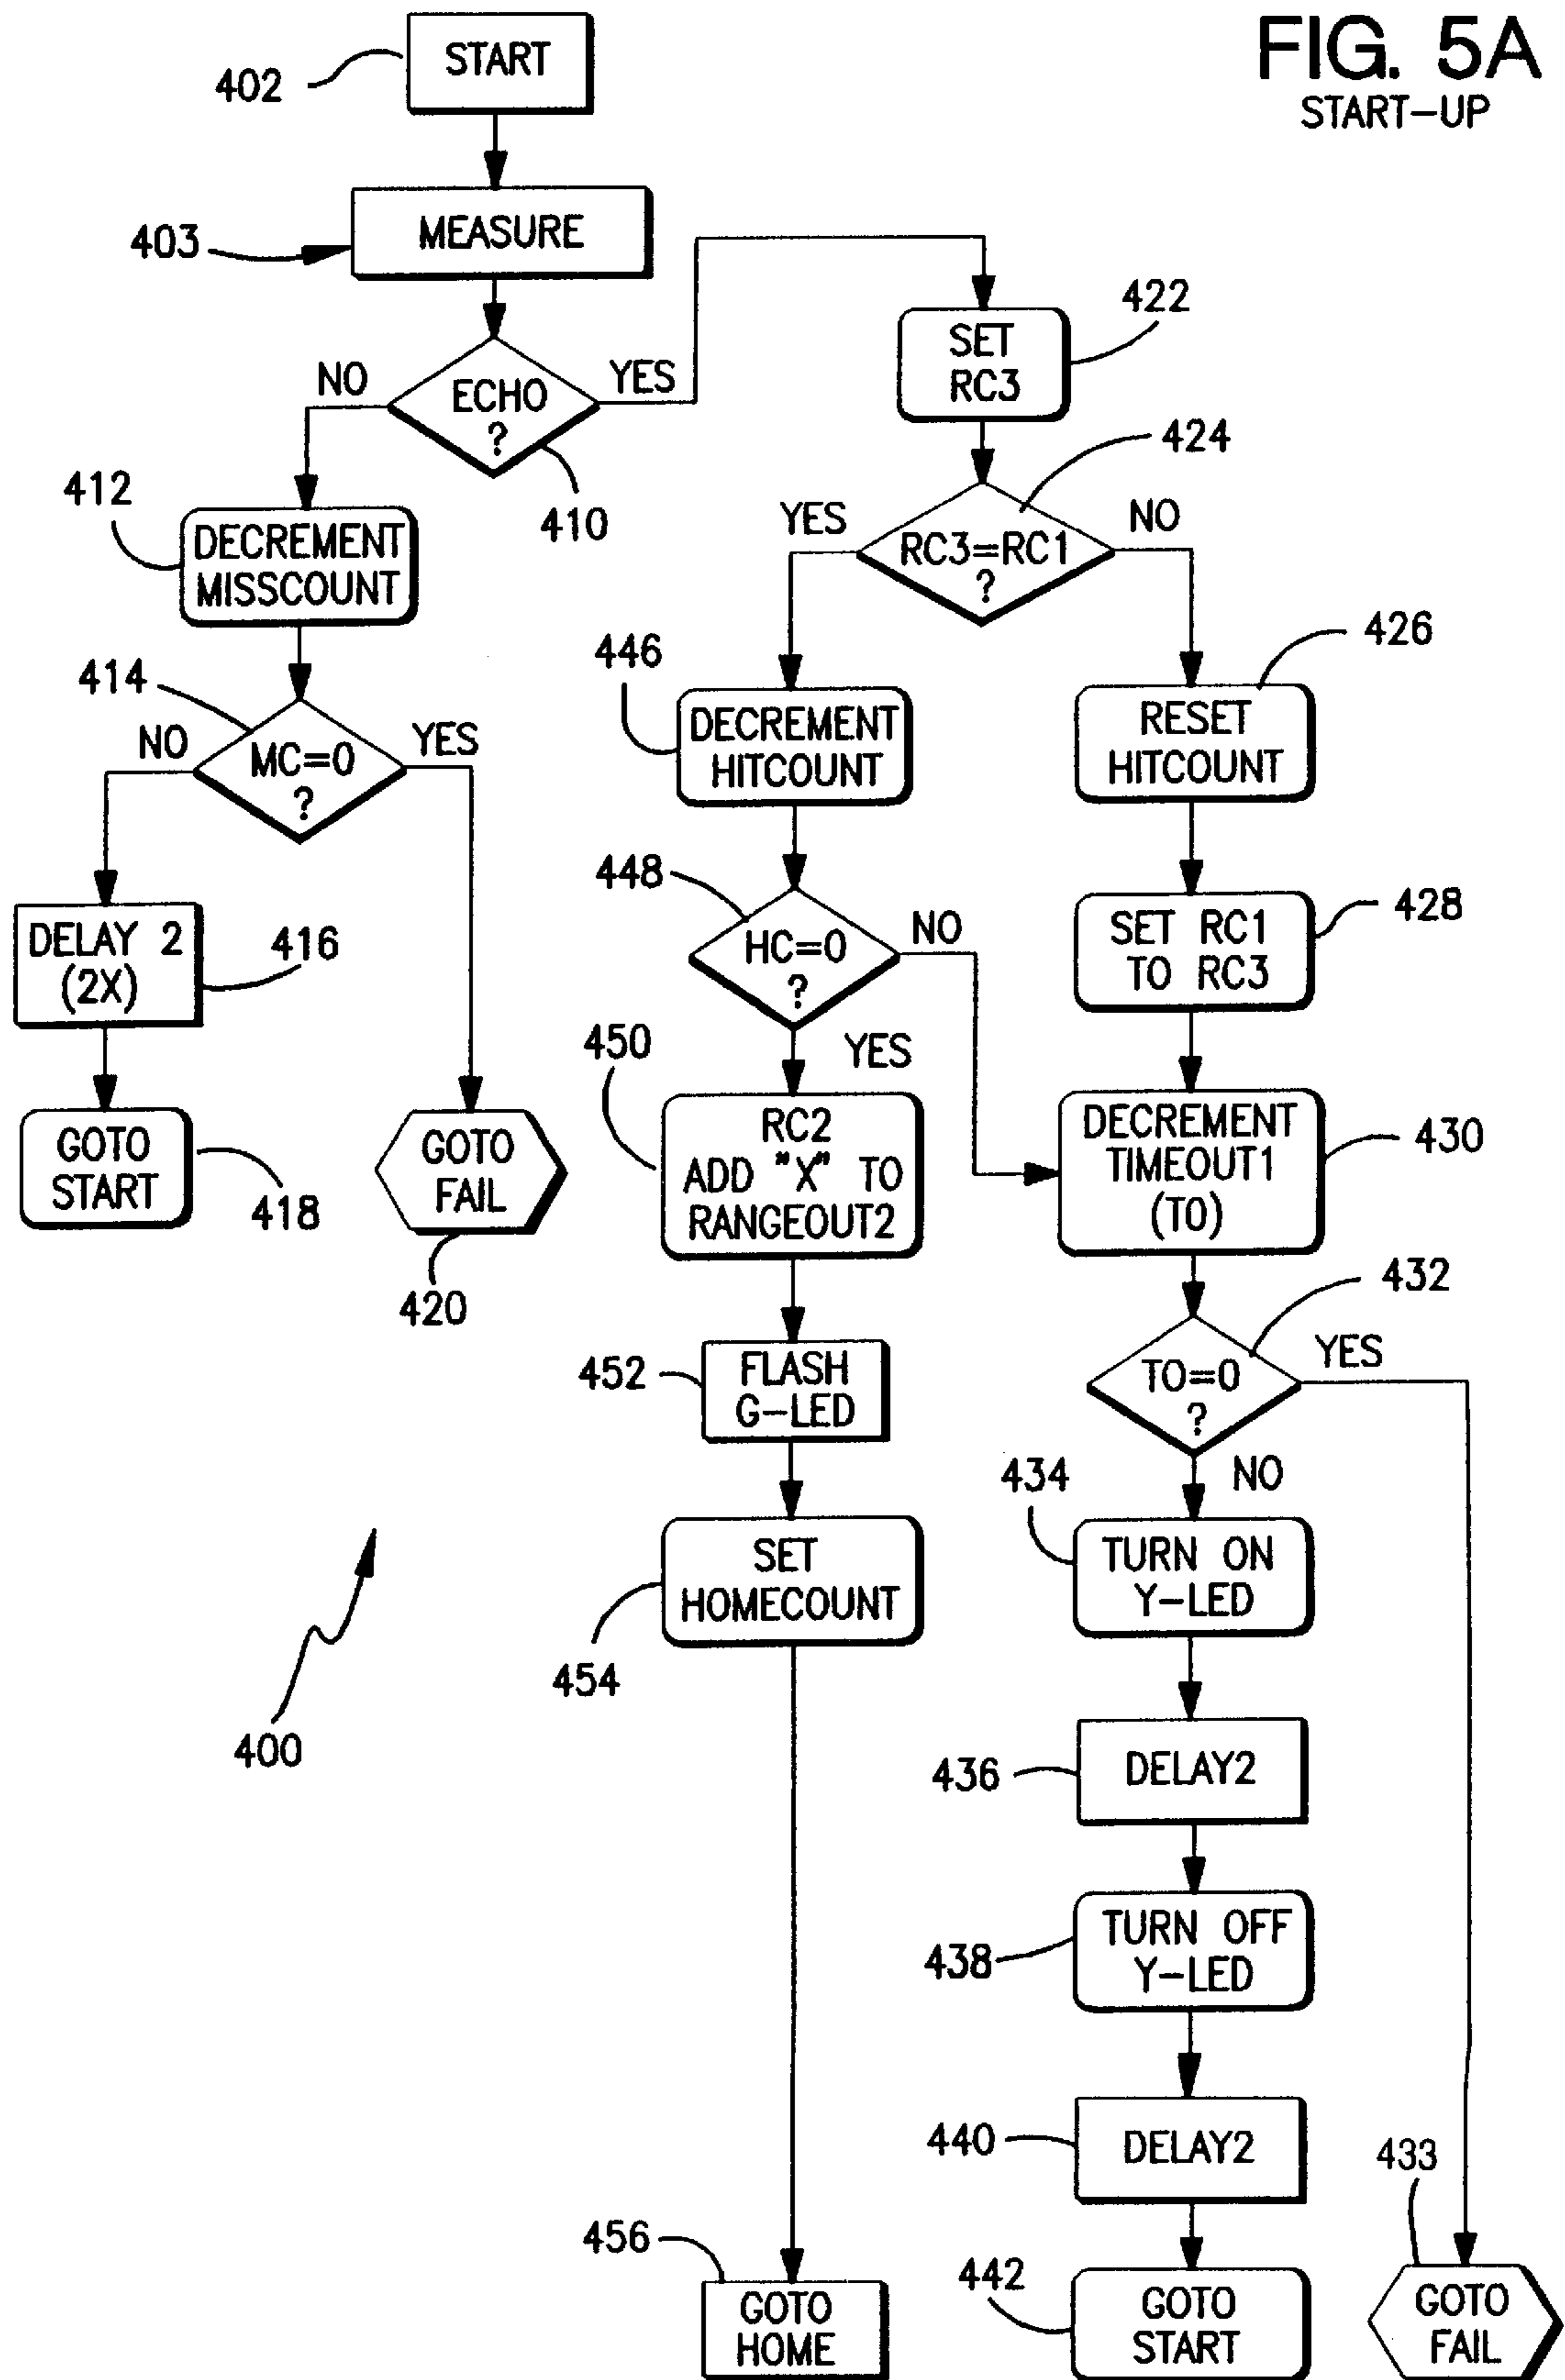 FIG. 5A
START-UP
402
START
403
MEASURE
NO
ECHO
?
YES
410
422
SET
RC3
412
DECREMENT
MISSCOUNT
424
YES
RC3=RC1
?
NO
414
NO
MC=0
?
YES
446
DECREMENT
HITCOUNT
426
RESET
HITCOUNT
DELAY 2
(2X)
416
448
HC=0
?
NO
YES
SET RC1
TO RC3
428
GOTO
START
418
GOTO
FAIL
420
450
RC2
ADD "X" TO
RANGEOUT2
DECREMENT
TIMEOUT1
(TO)
430
432
TO=0
?
YES
NO
452
FLASH
G-LED
434
TURN ON
Y-LED
SET
HOMECOUNT
454
400
436
DELAY2
438
TURN OFF
Y-LED
440
DELAY2
433
456
GOTO
HOME
442
GOTO
START
GOTO
FAIL